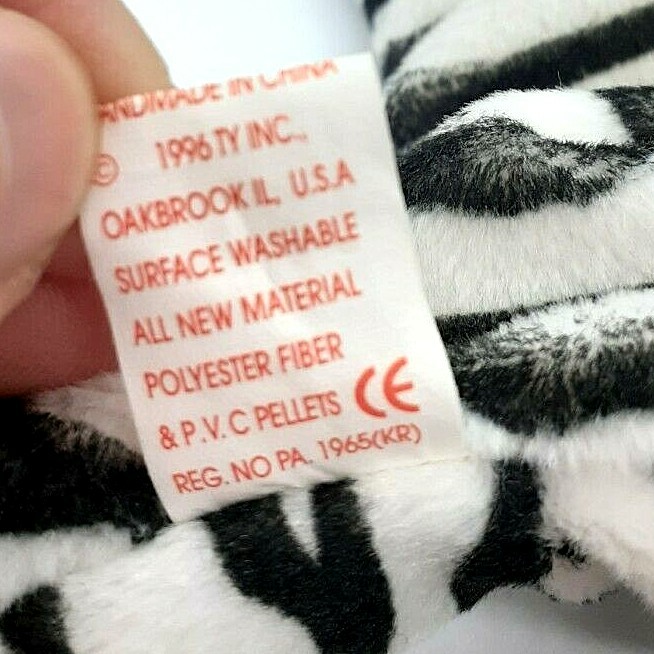 HANDMADE IN CHINA
© 1996 TY INC.,
OAKBROOK IL, U.S.A
SURFACE WASHABLE
ALL NEW MATERIAL
POLYESTER FIBER
& P.V.C PELLETS CE
REG. NO PA. 1965(KR)